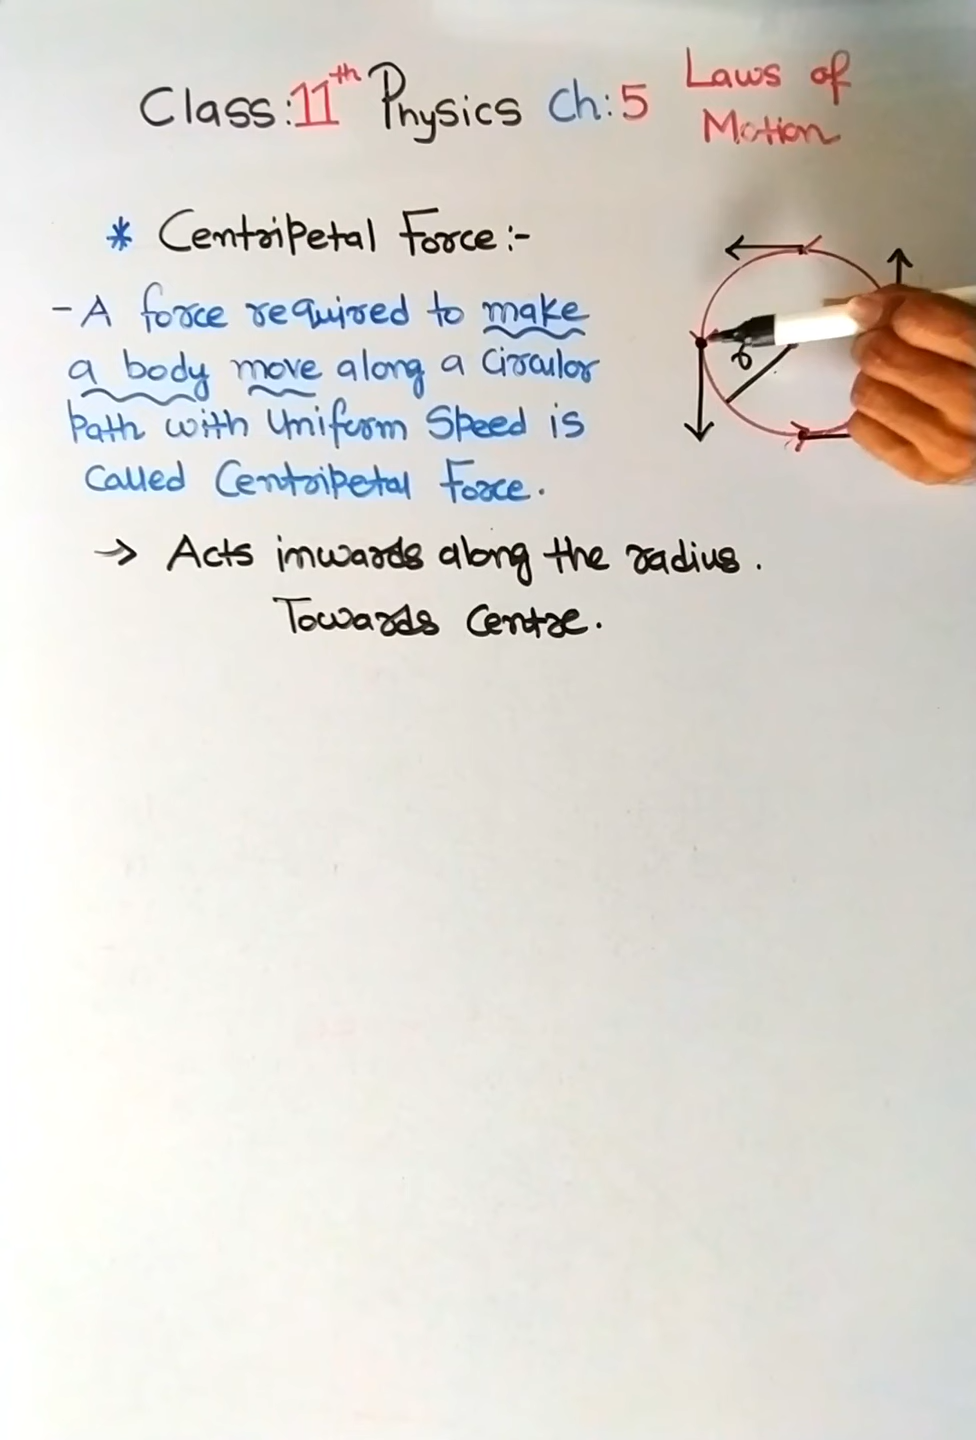 Class: 11th Physics Ch: 5 Laws of Motion
* Centripetal Force :-
- A force required to make
a body move along a Circular
Path with Uniform Speed is
Called Centripetal Force.
→ Acts inwards along the radius.
Towards Centre.
r